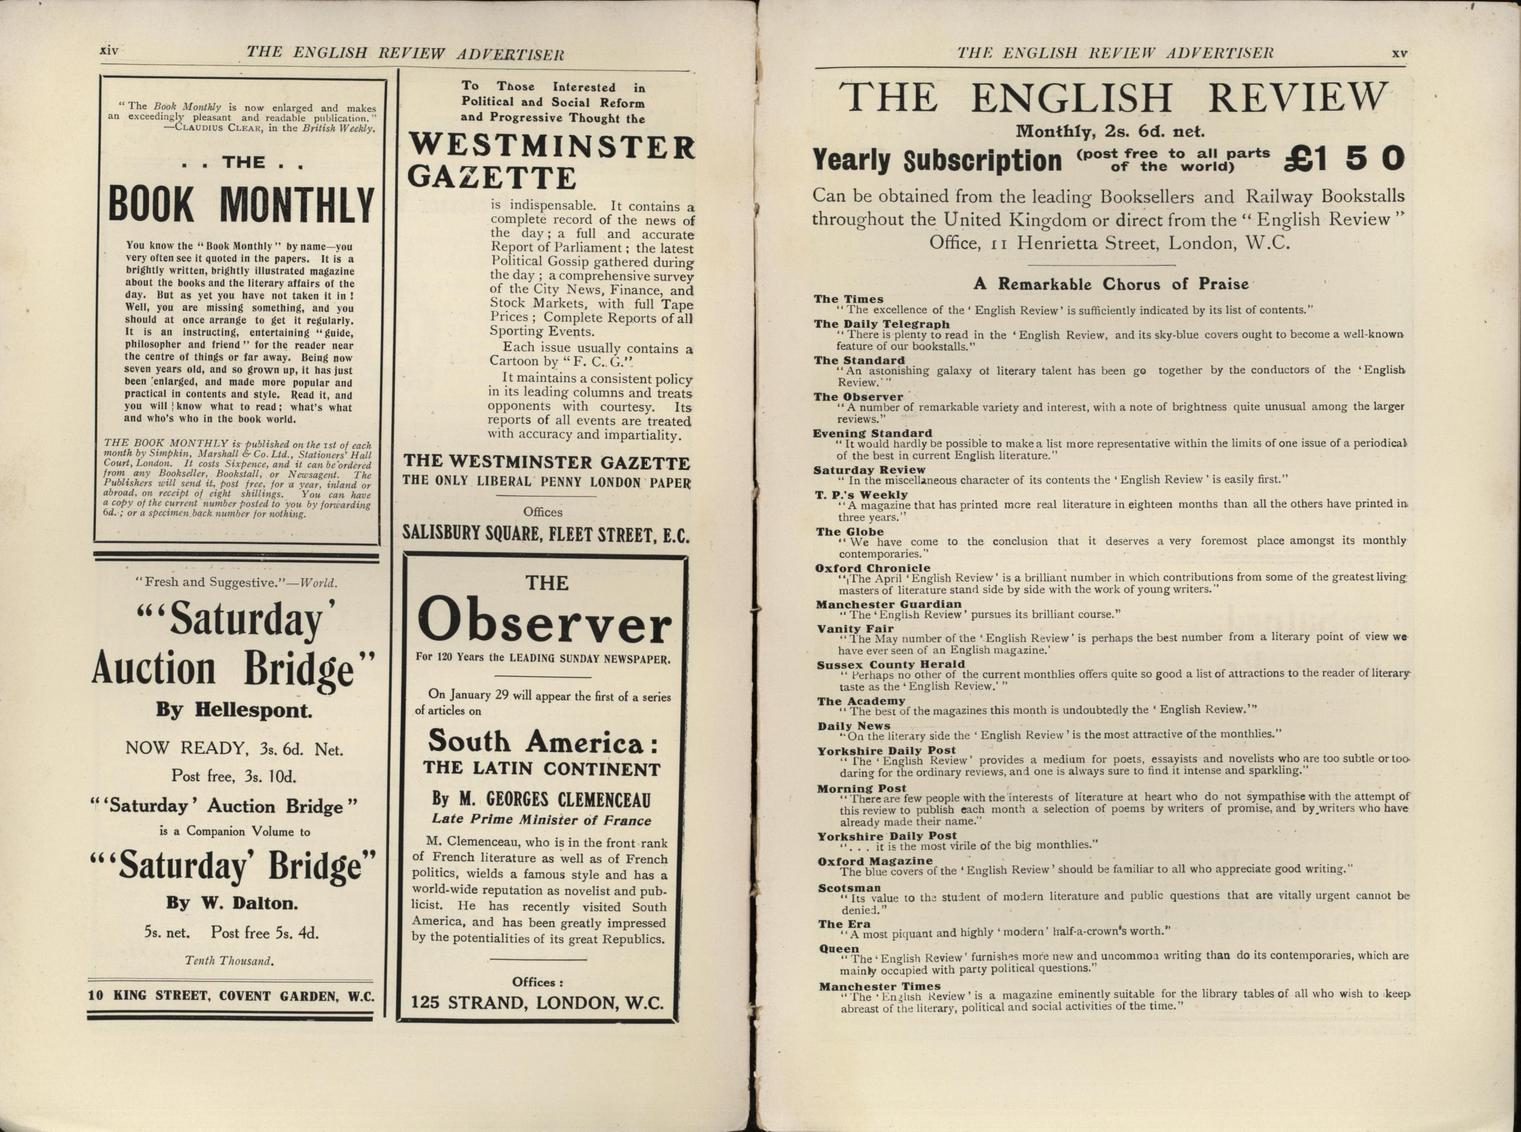 xiv
THE ENGLISH REVIEW ADVERTISER
"The Book Monthly is now enlarged and makes
an exceedingly pleasant and readable publication."
—CLAUDIUS CLEAR, in the British Weekly.
. . THE . .
BOOK MONTHLY
You know the "Book Monthly" by name—you
very often see it quoted in the papers. It is a
brightly written, brightly illustrated magazine
about the books and the literary affairs of the
day. But as yet you have not taken it in!
Well, you are missing something, and you
should at once arrange to get it regularly.
It is an instructing, entertaining "guide,
philosopher and friend" for the reader near
the centre of things or far away. Being now
seven years old, and so grown up, it has just
been enlarged, and made more popular and
practical in contents and style. Read it, and
you will know what to read; what's what
and who's who in the book world.
THE BOOK MONTHLY is published on the 1st of each
month by Simpkin, Marshall & Co. Ltd., Stationers' Hall
Court, London. It costs Sixpence, and it can be ordered
from any Bookseller, Bookstall, or Newsagent. The
Publishers will send it, post free, for a year, inland or
abroad, on receipt of eight shillings. You can have
a copy of the current number posted to you by forwarding
6d.; or a specimen back number for nothing.
"Fresh and Suggestive."—World.
"'Saturday'
Auction Bridge"
By Hellespont.
NOW READY, 3s. 6d. Net.
Post free, 3s. 10d.
"'Saturday' Auction Bridge"
is a Companion Volume to
"'Saturday' Bridge"
By W. Dalton.
5s. net. Post free 5s. 4d.
Tenth Thousand.
10 KING STREET, COVENT GARDEN, W.C.
To Those Interested in
Political and Social Reform
and Progressive Thought the
WESTMINSTER
GAZETTE
is indispensable. It contains a
complete record of the news of
the day; a full and accurate
Report of Parliament; the latest
Political Gossip gathered during
the day; a comprehensive survey
of the City News, Finance, and
Stock Markets, with full Tape
Prices; Complete Reports of all
Sporting Events.
Each issue usually contains a
Cartoon by "F. C. G."
It maintains a consistent policy
in its leading columns and treats
opponents with courtesy. Its
reports of all events are treated
with accuracy and impartiality.
THE WESTMINSTER GAZETTE
THE ONLY LIBERAL PENNY LONDON PAPER
Offices
SALISBURY SQUARE, FLEET STREET, E.C.
THE
Observer
For 120 Years the LEADING SUNDAY NEWSPAPER.
On January 29 will appear the first of a series
of articles on
South America:
THE LATIN CONTINENT
By M. GEORGES CLEMENCEAU
Late Prime Minister of France
M. Clemenceau, who is in the front rank
of French literature as well as of French
politics, wields a famous style and has a
world-wide reputation as novelist and pub-
licist. He has recently visited South
America, and has been greatly impressed
by the potentialities of its great Republics.
Offices:
125 STRAND, LONDON, W.C.
THE ENGLISH REVIEW ADVERTISER
xv
THE ENGLISH REVIEW
Monthly, 2s. 6d. net.
Yearly Subscription (post free to all parts of the world) £1 5 0
Can be obtained from the leading Booksellers and Railway Bookstalls
throughout the United Kingdom or direct from the "English Review"
Office, 11 Henrietta Street, London, W.C.
A Remarkable Chorus of Praise
The Times
"The excellence of the 'English Review' is sufficiently indicated by its list of contents."
The Daily Telegraph
"There is plenty to read in the 'English Review, and its sky-blue covers ought to become a well-known
feature of our bookstalls."
The Standard
"An astonishing galaxy of literary talent has been go together by the conductors of the 'English
Review.'"
The Observer
"A number of remarkable variety and interest, with a note of brightness quite unusual among the larger
reviews."
Evening Standard
"It would hardly be possible to make a list more representative within the limits of one issue of a periodical
of the best in current English literature."
Saturday Review
"In the miscellaneous character of its contents the 'English Review' is easily first."
T. P.'s Weekly
"A magazine that has printed more real literature in eighteen months than all the others have printed in
three years."
The Globe
"We have come to the conclusion that it deserves a very foremost place amongst its monthly
contemporaries."
Oxford Chronicle
"The April 'English Review' is a brilliant number in which contributions from some of the greatest living
masters of literature stand side by side with the work of young writers."
Manchester Guardian
"The 'English Review' pursues its brilliant course."
Vanity Fair
"The May number of the 'English Review' is perhaps the best number from a literary point of view we
have ever seen of an English magazine.'
Sussex County Herald
"Perhaps no other of the current monthlies offers quite so good a list of attractions to the reader of literary
taste as the 'English Review.'"
The Academy
"The best of the magazines this month is undoubtedly the 'English Review.'"
Daily News
"On the literary side the 'English Review' is the most attractive of the monthlies."
Yorkshire Daily Post
"The 'English Review' provides a medium for poets, essayists and novelists who are too subtle or too
daring for the ordinary reviews, and one is always sure to find it intense and sparkling."
Morning Post
"There are few people with the interests of literature at heart who do not sympathise with the attempt of
this review to publish each month a selection of poems by writers of promise, and by writers who have
already made their name."
Yorkshire Daily Post
". . . it is the most virile of the big monthlies."
Oxford Magazine
The blue covers of the 'English Review' should be familiar to all who appreciate good writing."
Scotsman
"Its value to the student of modern literature and public questions that are vitally urgent cannot be
denied."
The Era
"A most piquant and highly 'modern' half-a-crown's worth."
Queen
"The 'English Review' furnishes more new and uncommon writing than do its contemporaries, which are
mainly occupied with party political questions."
Manchester Times
"The 'English Review' is a magazine eminently suitable for the library tables of all who wish to keep
abreast of the literary, political and social activities of the time."